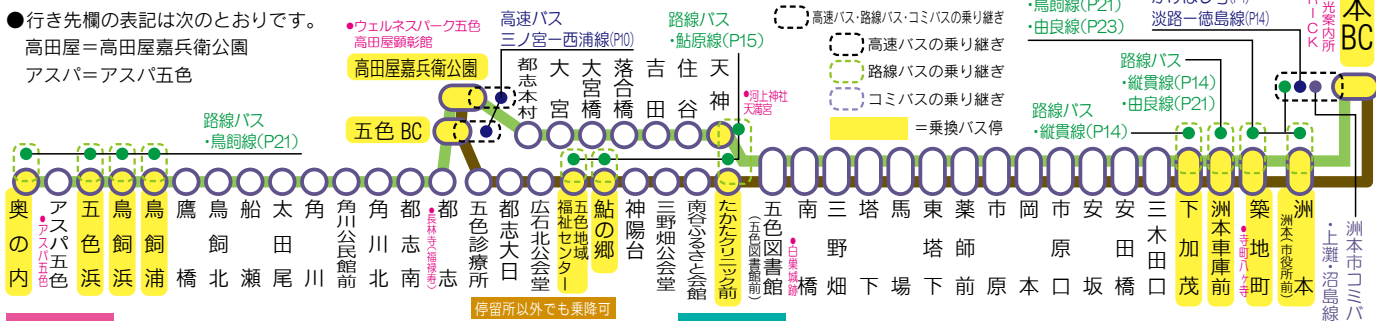 ●行き先欄の表記は次のとおりです。
高田屋＝高田屋嘉兵衛公園
アスパ＝アスパ五色
●ウェルネスパーク五色
高田屋顕彰館
高田屋嘉兵衛公園
五色 BC
高速バス
三ノ宮ー西浦線(P10)
路線バス
・鮎原線(P15)
高速バス・路線バス・コミバスの乗り継ぎ
高速バスの乗り継ぎ
路線バスの乗り継ぎ
コミバスの乗り継ぎ
＝乗換バス停
・鳥飼線(P21)
・由良線(P23)
淡路ー徳島線(P14)
光案内所
本BC
路線バス
・縦貫線(P14)
・由良線(P21)
路線バス
・縦貫線(P14)
路線バス
・鳥飼線(P21)
都志本村
大宮
大宮橋
落合橋
吉田
住谷
天神
●河上神社
天満宮
奥の内
アスパ五色
●アスパ五色
五色浜
鳥飼浜
鳥飼浦
鷹橋
鳥飼北
船瀬
太田尾
角川
角川公民館前
角川北
都志南
●長林寺(福禄寿)
都志
五色診療所
都志大日
広石北公会堂
五色地域
福祉センター
鮎の郷
神陽台
三野畑公会堂
南谷ふるさと会館
たかたクリニック前
五色図書館
(五色図書館前)
●白巣城跡
南橋
三野畑
塔下
馬場
東塔下
薬師前
市原
岡本
市原口
安坂
安田橋
三木田口
下加茂
洲本車庫前
築地町
●寺町八ヶ寺
洲本(市役所前)
洲本
洲本市コミバ
・上灘・沼島線
停留所以外でも乗降可